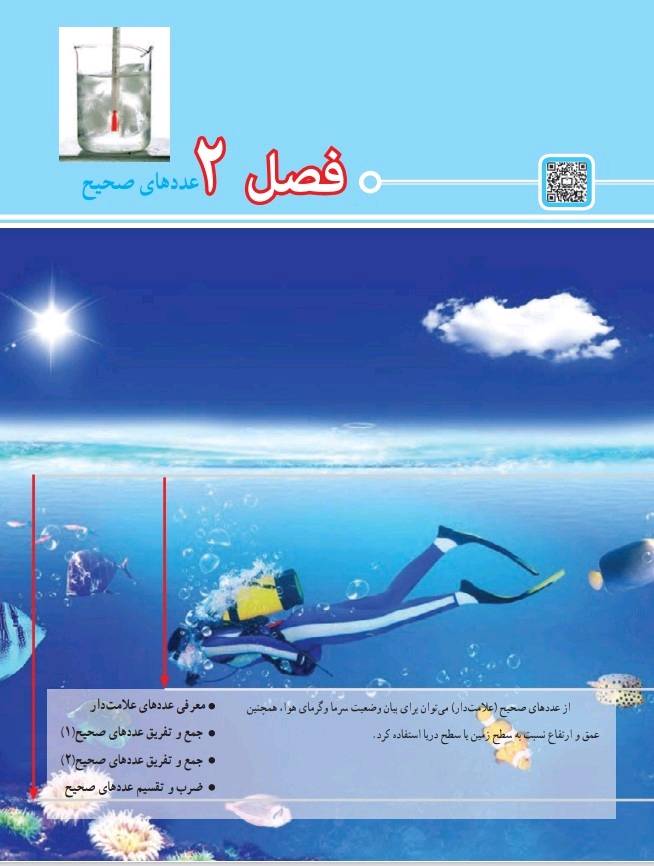 فصل ۲
عددهای صحیح
از عددهای صحیح (علامت‌دار) می‌توان برای بیان وضعیت سرما وگرمای هوا، همچنین
عمق و ارتفاع نسبت به سطح زمین یا سطح دریا استفاده کرد.
● معرفی عددهای علامت‌دار
● جمع و تفریق عددهای صحیح(۱)
● جمع و تفریق عددهای صحیح(۲)
● ضرب و تقسیم عددهای صحیح